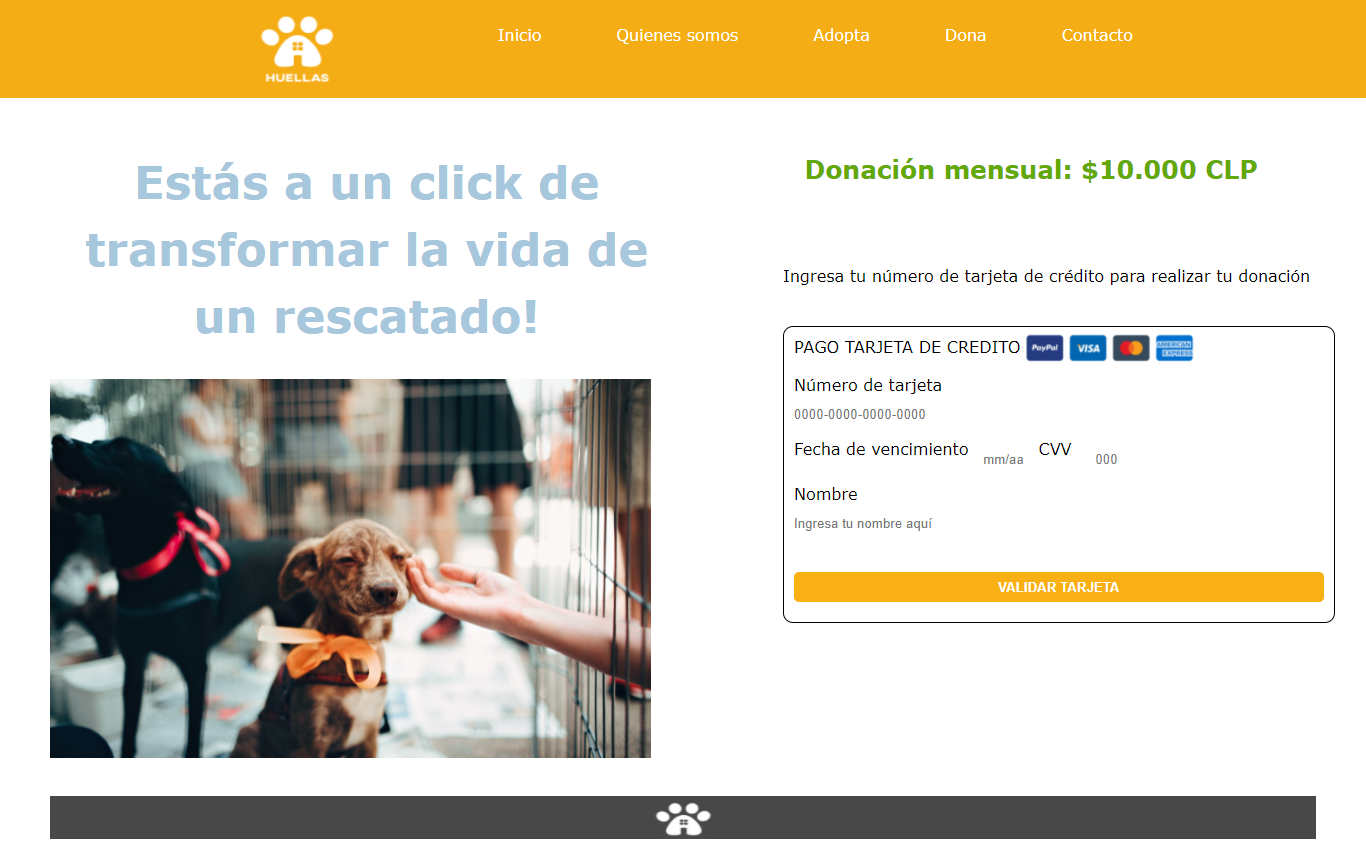 HUELLAS
Inicio Quienes somos Adopta Dona Contacto
Estás a un click de
transformar la vida de
un rescatado!
Donación mensual: $10.000 CLP
Ingresa tu número de tarjeta de crédito para realizar tu donación
PAGO TARJETA DE CREDITO PayPal VISA AMERICAN EXPRESS
Número de tarjeta
0000-0000-0000-0000
Fecha de vencimiento mm/aa CVV 000
Nombre
Ingresa tu nombre aquí
VALIDAR TARJETA